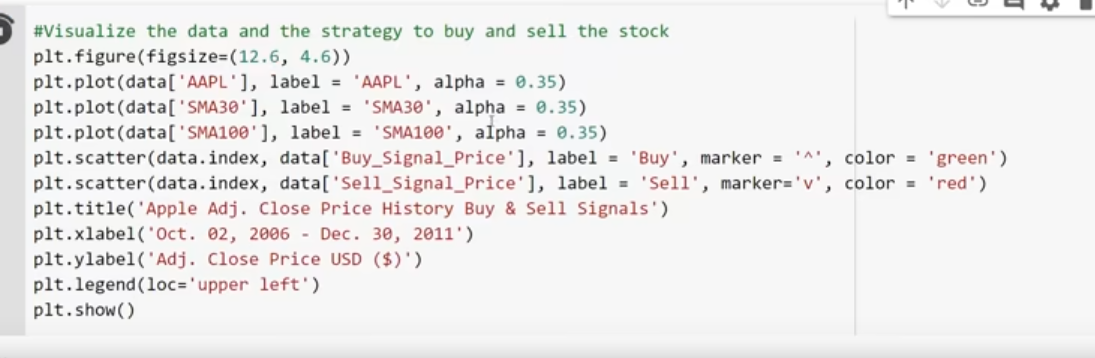 #Visualize the data and the strategy to buy and sell the stock
plt.figure(figsize=(12.6, 4.6))
plt.plot(data['AAPL'], label = 'AAPL', alpha = 0.35)
plt.plot(data['SMA30'], label = 'SMA30', alpha = 0.35)
plt.plot(data['SMA100'], label = 'SMA100', alpha = 0.35)
plt.scatter(data.index, data['Buy_Signal_Price'], label = 'Buy', marker = '^', color = 'green')
plt.scatter(data.index, data['Sell_Signal_Price'], label = 'Sell', marker='v', color = 'red')
plt.title('Apple Adj. Close Price History Buy & Sell Signals')
plt.xlabel('Oct. 02, 2006 - Dec. 30, 2011')
plt.ylabel('Adj. Close Price USD ($)')
plt.legend(loc='upper left')
plt.show()